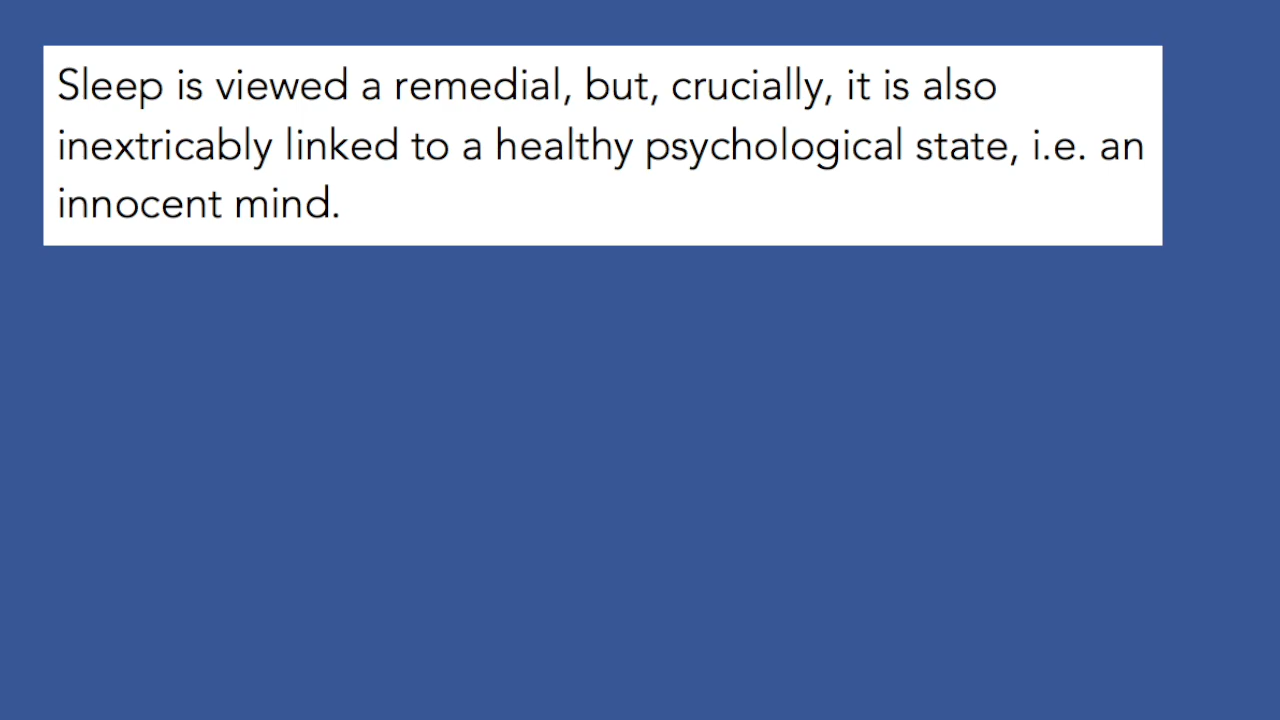 Sleep is viewed a remedial, but, crucially, it is also
inextricably linked to a healthy psychological state, i.e. an
innocent mind.